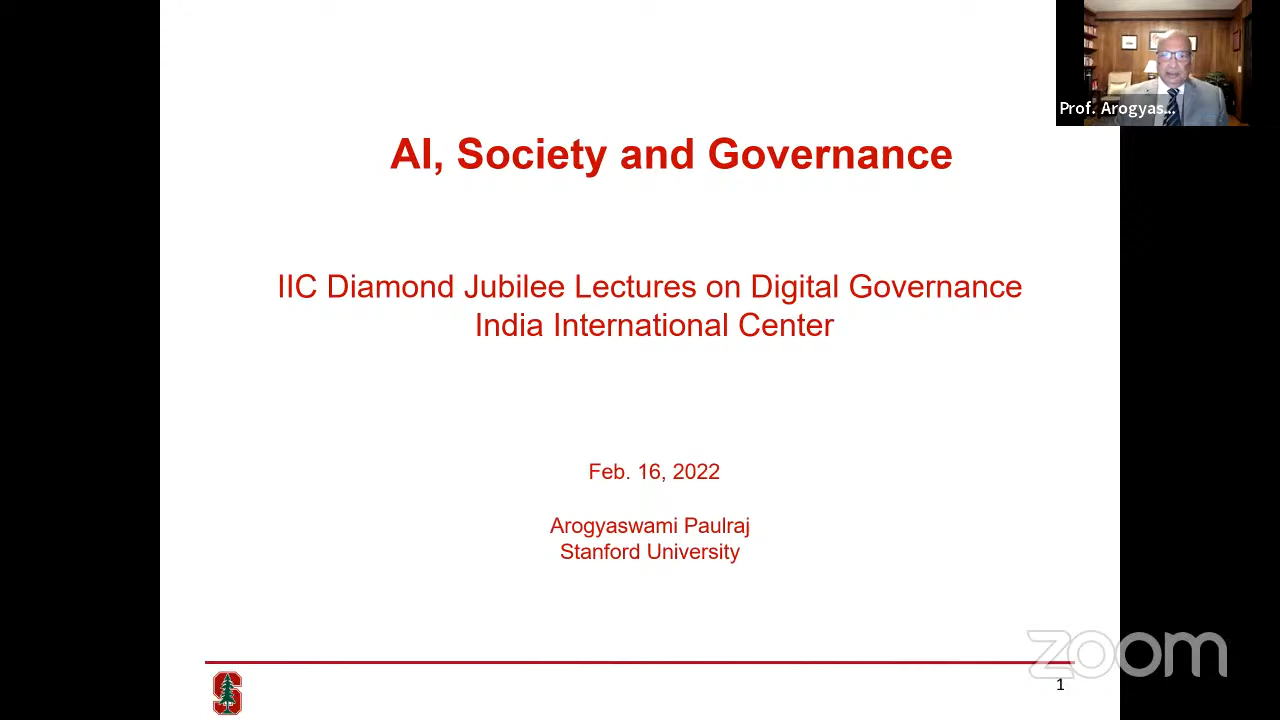 Prof. Arogyas...
AI, Society and Governance
IIC Diamond Jubilee Lectures on Digital Governance
India International Center
Feb. 16, 2022
Arogyaswami Paulraj
Stanford University
zoom
S
1